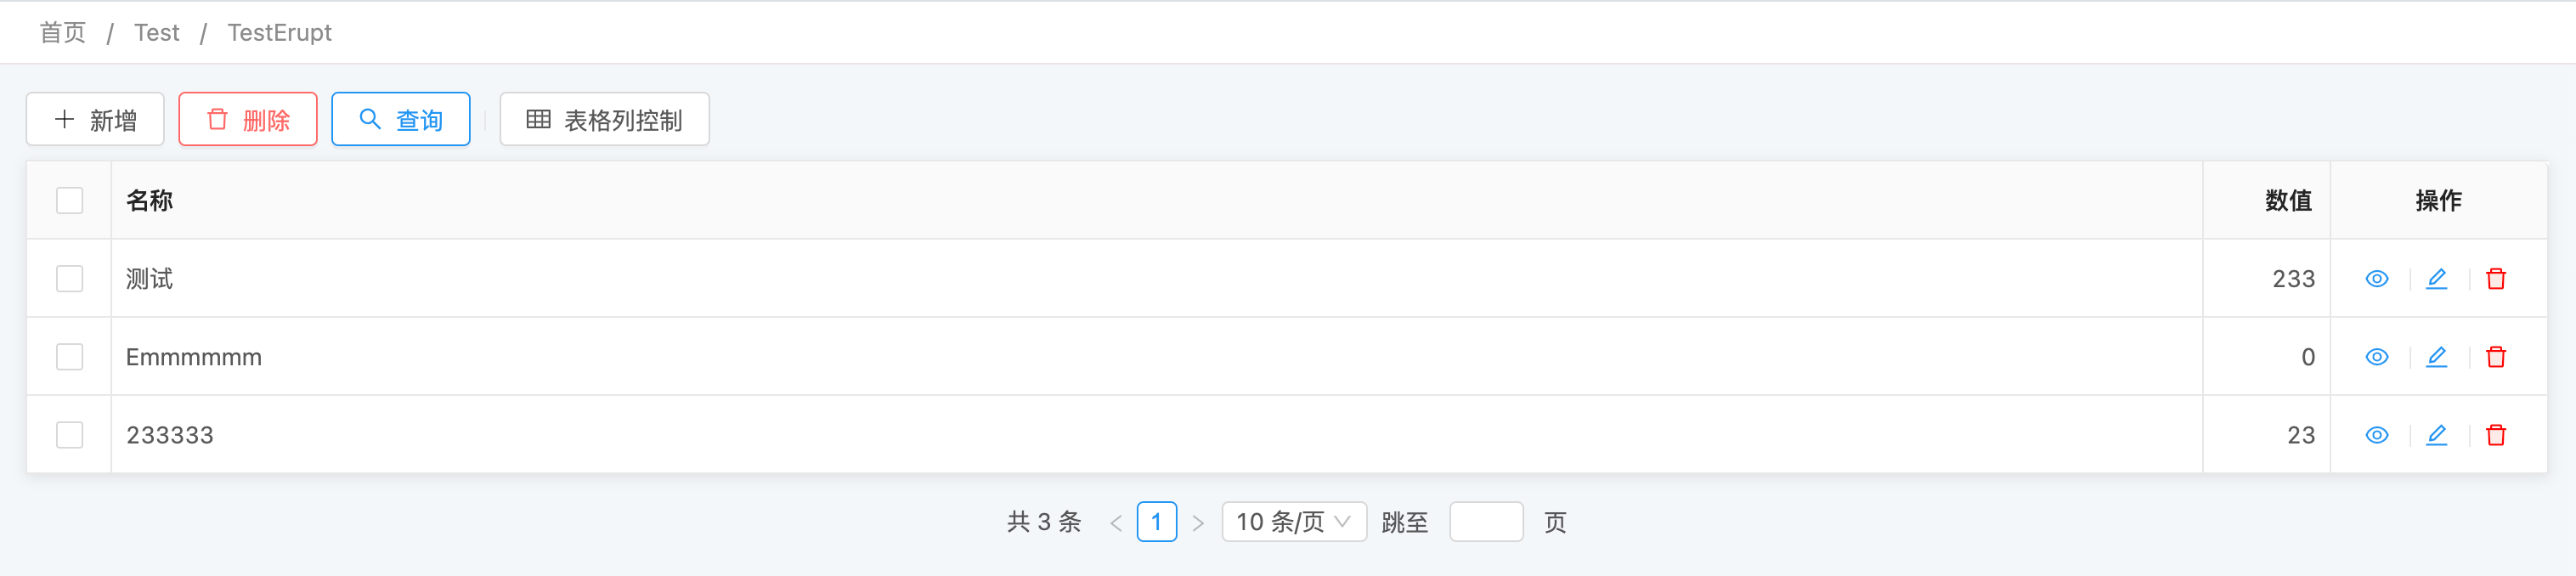 首页 / Test / TestErupt
新增 删除 查询 表格列控制
名称 数值 操作
测试 233
Emmmmmm 0
233333 23
共 3 条 < 1 > 10 条/页 跳至 页